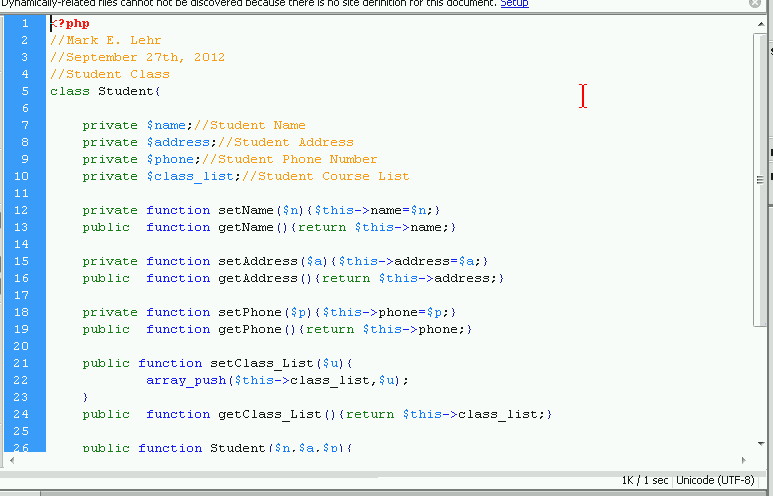 Dynamically-related files cannot not be discovered because there is no site definition for this document. Setup
1 <?php
2 //Mark E. Lehr
3 //September 27th, 2012
4 //Student Class
5 class Student{
6
7 private $name;//Student Name
8 private $address;//Student Address
9 private $phone;//Student Phone Number
10 private $class_list;//Student Course List
11
12 private function setName($n){$this->name=$n;}
13 public  function getName(){return $this->name;}
14
15 private function setAddress($a){$this->address=$a;}
16 public  function getAddress(){return $this->address;}
17
18 private function setPhone($p){$this->phone=$p;}
19 public  function getPhone(){return $this->phone;}
20
21 public function setClass_List($u){
22 array_push($this->class_list,$u);
23 }
24 public  function getClass_List(){return $this->class_list;}
25
26 public function Student($n,$a,$p){
1K / 1 sec Unicode (UTF-8)